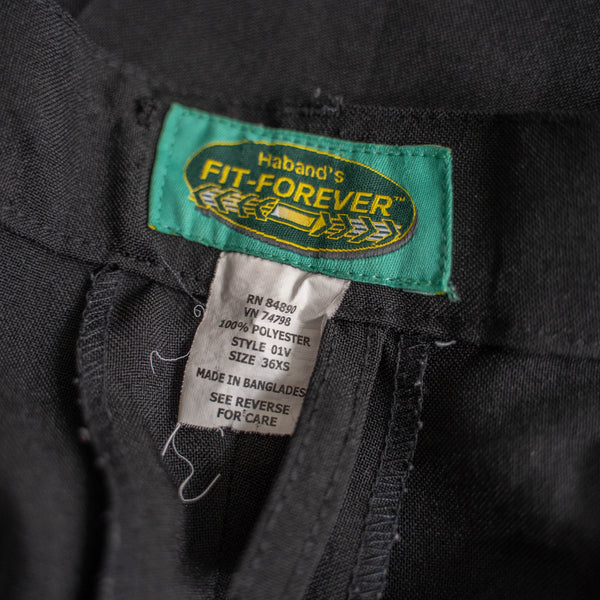 Haband's
FIT-FOREVER™
RN 84890
VN 74798
100% POLYESTER
STYLE 01V
SIZE 36XS
MADE IN BANGLADES
SEE REVERSE
FOR CARE